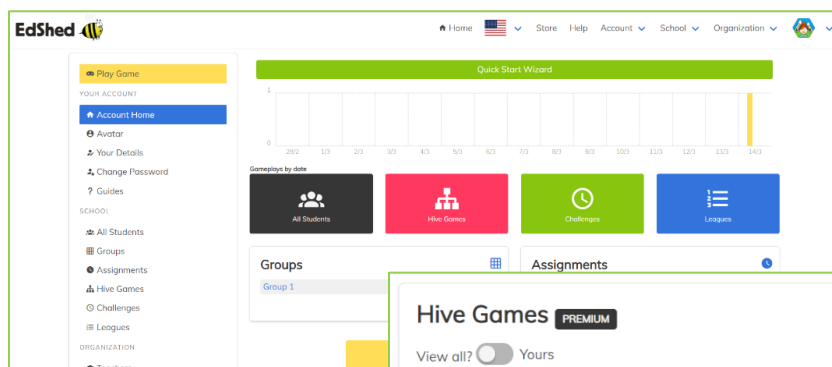 EdShed
Home
Store Help Account School Organization
Play Game
YOUR ACCOUNT
Account Home
Avatar
Your Details
Change Password
? Guides
SCHOOL
All Students
Groups
Assignments
Hive Games
Challenges
Leagues
ORGANIZATION
Quick Start Wizard
1
0
29/2 1/3 2/3 3/3 4/3 5/3 6/3 7/3 8/3 9/3 10/3 11/3 12/3 13/3 14/3
Gameplays by date
All Students
Hive Games
Challenges
Leagues
Groups
Group 1
Assignments
Hive Games PREMIUM
View all? Yours